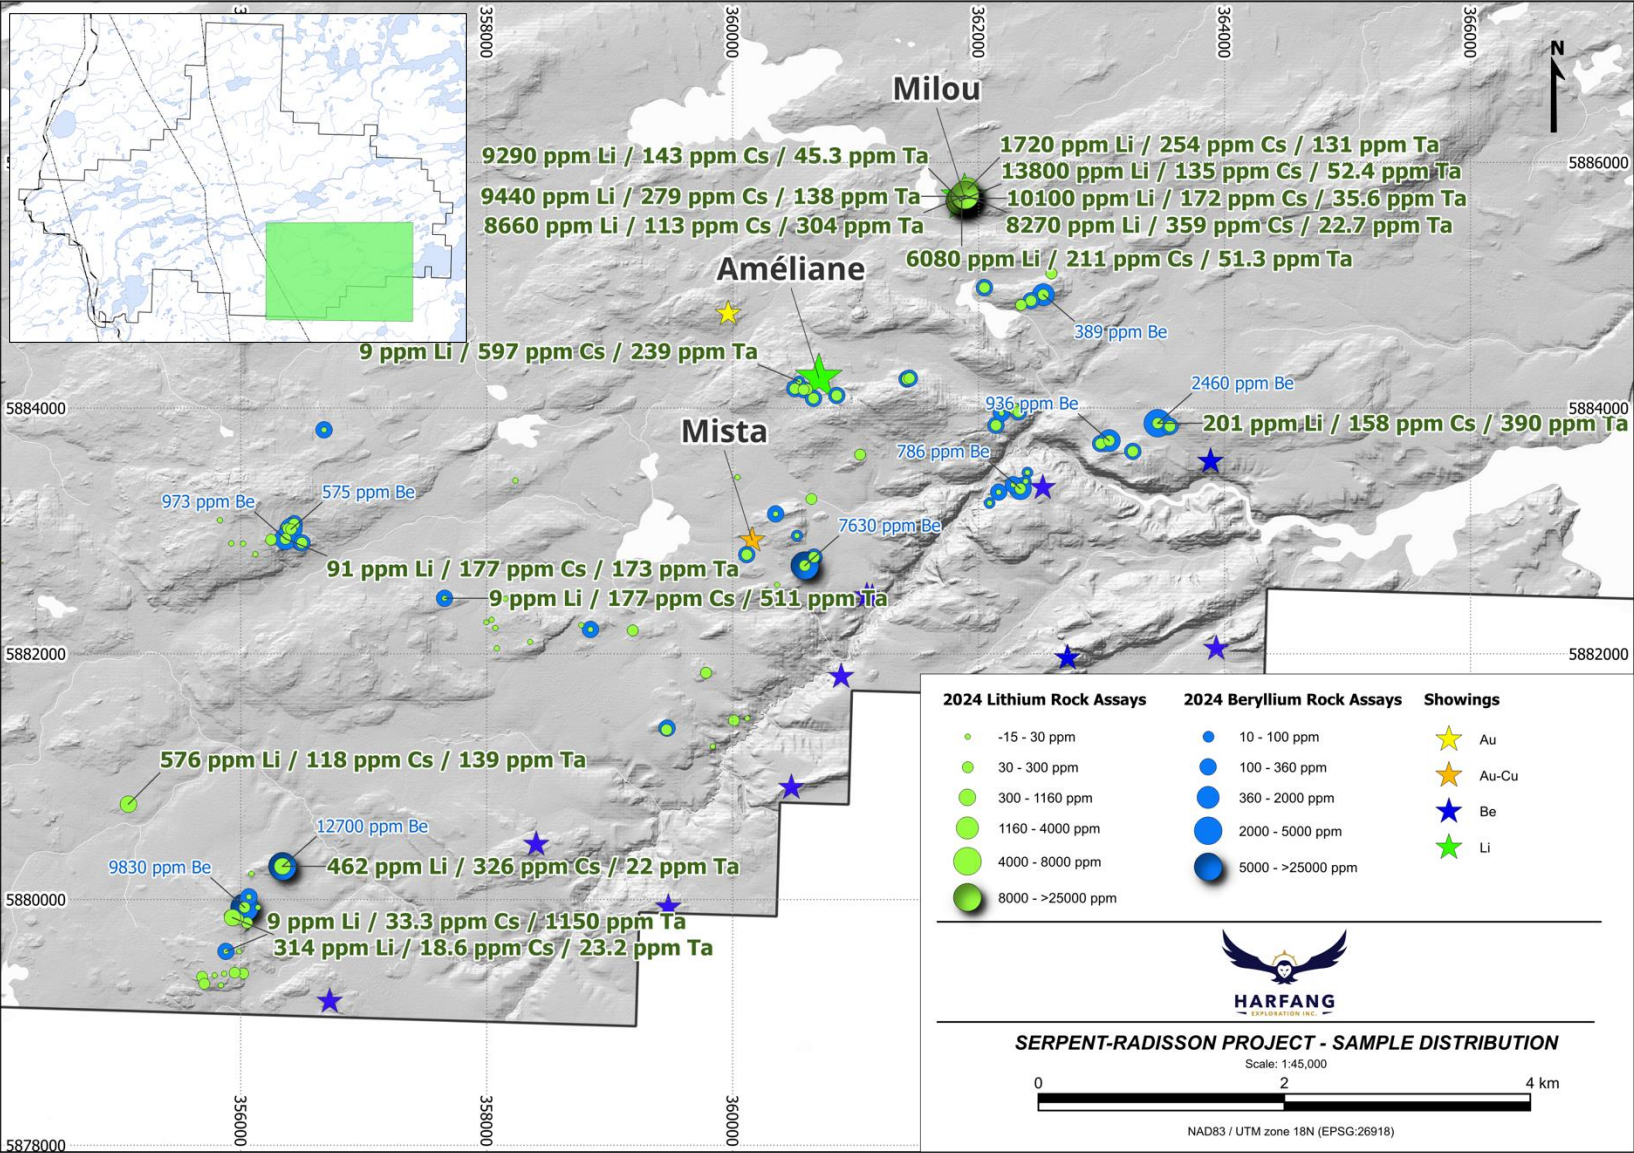 358000
360000
362000
364000
366000
N
Milou
1720 ppm Li / 254 ppm Cs / 131 ppm Ta
9290 ppm Li / 143 ppm Cs / 45.3 ppm Ta
5886000
13800 ppm Li / 135 ppm Cs / 52.4 ppm Ta
9440 ppm Li / 279 ppm Cs / 138 ppm Ta
10100 ppm Li / 172 ppm Cs / 35.6 ppm Ta
8660 ppm Li / 113 ppm Cs / 304 ppm Ta
8270 ppm Li / 359 ppm Cs / 22.7 ppm Ta
6080 ppm Li / 211 ppm Cs / 51.3 ppm Ta
Améliane
389 ppm Be
9 ppm Li / 597 ppm Cs / 239 ppm Ta
2460 ppm Be
936 ppm Be
5884000
5884000
201 ppm Li / 158 ppm Cs / 390 ppm Ta
Mista
786 ppm Be
973 ppm Be
575 ppm Be
7630 ppm Be
91 ppm Li / 177 ppm Cs / 173 ppm Ta
9 ppm Li / 177 ppm Cs / 511 ppm Ta
5882000
5882000
576 ppm Li / 118 ppm Cs / 139 ppm Ta
12700 ppm Be
9830 ppm Be
462 ppm Li / 326 ppm Cs / 22 ppm Ta
5880000
9 ppm Li / 33.3 ppm Cs / 1150 ppm Ta
314 ppm Li / 18.6 ppm Cs / 23.2 ppm Ta
356000
358000
360000
5878000
2024 Lithium Rock Assays
-15 - 30 ppm
30 - 300 ppm
300 - 1160 ppm
1160 - 4000 ppm
4000 - 8000 ppm
8000 - >25000 ppm
2024 Beryllium Rock Assays
10 - 100 ppm
100 - 360 ppm
360 - 2000 ppm
2000 - 5000 ppm
5000 - >25000 ppm
Showings
Au
Au-Cu
Be
Li
HARFANG
EXPLORATION INC.
SERPENT-RADISSON PROJECT - SAMPLE DISTRIBUTION
Scale: 1:45,000
0 2 4 km
NAD83 / UTM zone 18N (EPSG:26918)